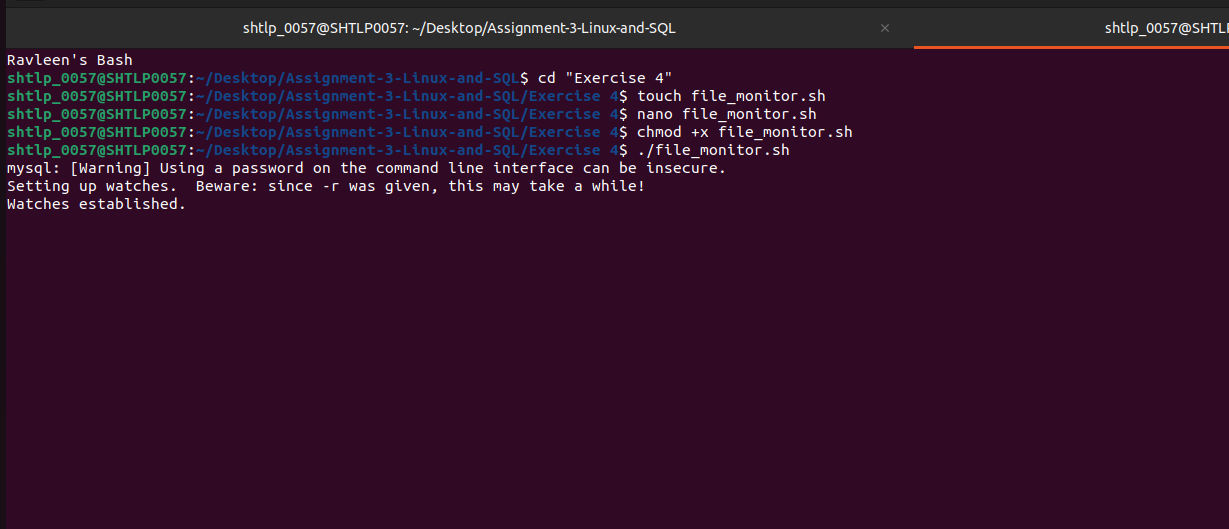 shtlp_0057@SHTLP0057: ~/Desktop/Assignment-3-Linux-and-SQL × shtlp_0057@SHTL
Ravleen's Bash
shtlp_0057@SHTLP0057:~/Desktop/Assignment-3-Linux-and-SQL$ cd "Exercise 4"
shtlp_0057@SHTLP0057:~/Desktop/Assignment-3-Linux-and-SQL/Exercise 4$ touch file_monitor.sh
shtlp_0057@SHTLP0057:~/Desktop/Assignment-3-Linux-and-SQL/Exercise 4$ nano file_monitor.sh
shtlp_0057@SHTLP0057:~/Desktop/Assignment-3-Linux-and-SQL/Exercise 4$ chmod +x file_monitor.sh
shtlp_0057@SHTLP0057:~/Desktop/Assignment-3-Linux-and-SQL/Exercise 4$ ./file_monitor.sh
mysql: [Warning] Using a password on the command line interface can be insecure.
Setting up watches.  Beware: since -r was given, this may take a while!
Watches established.